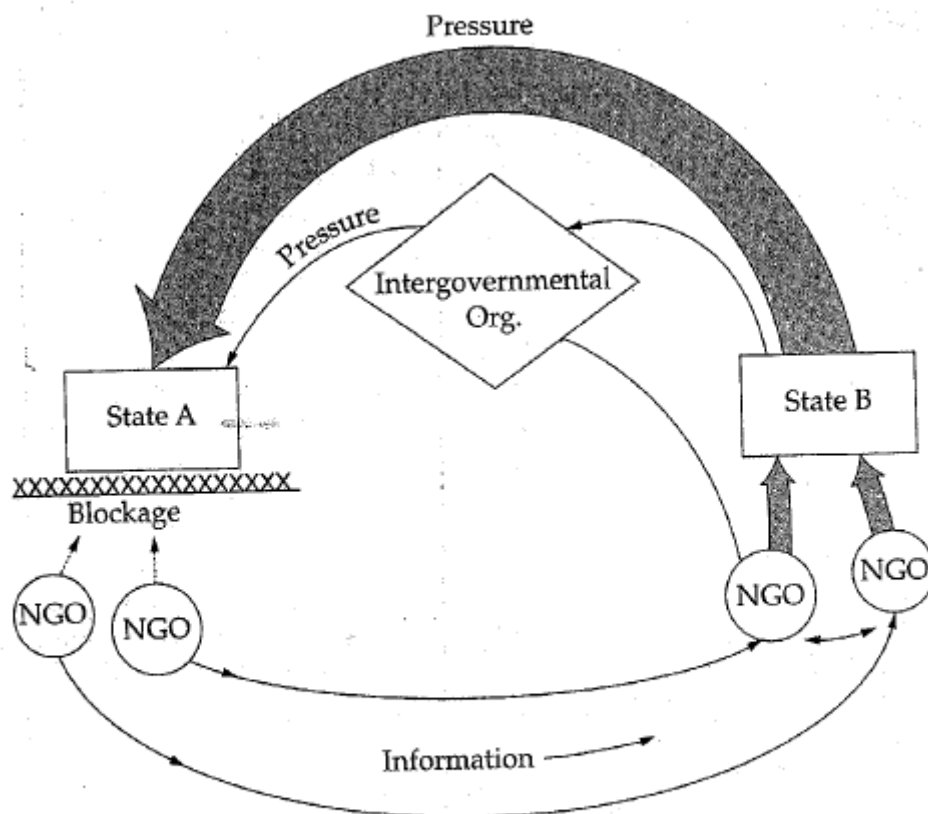 Pressure
Pressure
Intergovernmental
Org.
State A
State B
XXXXXXXXXXXXXXXXXX
Blockage
NGO
NGO
NGO
NGO
Information